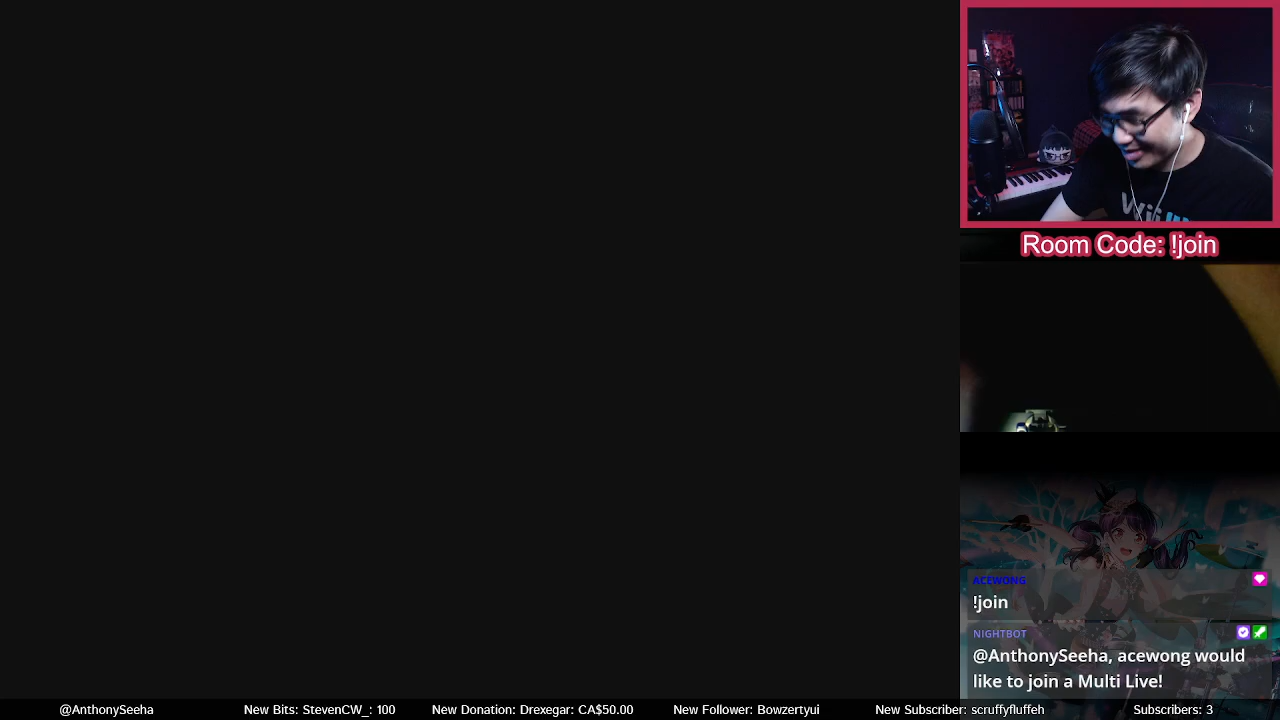 Wii U
Room Code: !join
ACEWONG
!join
NIGHTBOT
@AnthonySeeha, acewong would
like to join a Multi Live!
@AnthonySeeha
New Bits: StevenCW_: 100
New Donation: Drexegar: CA$50.00
New Follower: Bowzertyui
New Subscriber: scruffyfluffeh
Subscribers: 3